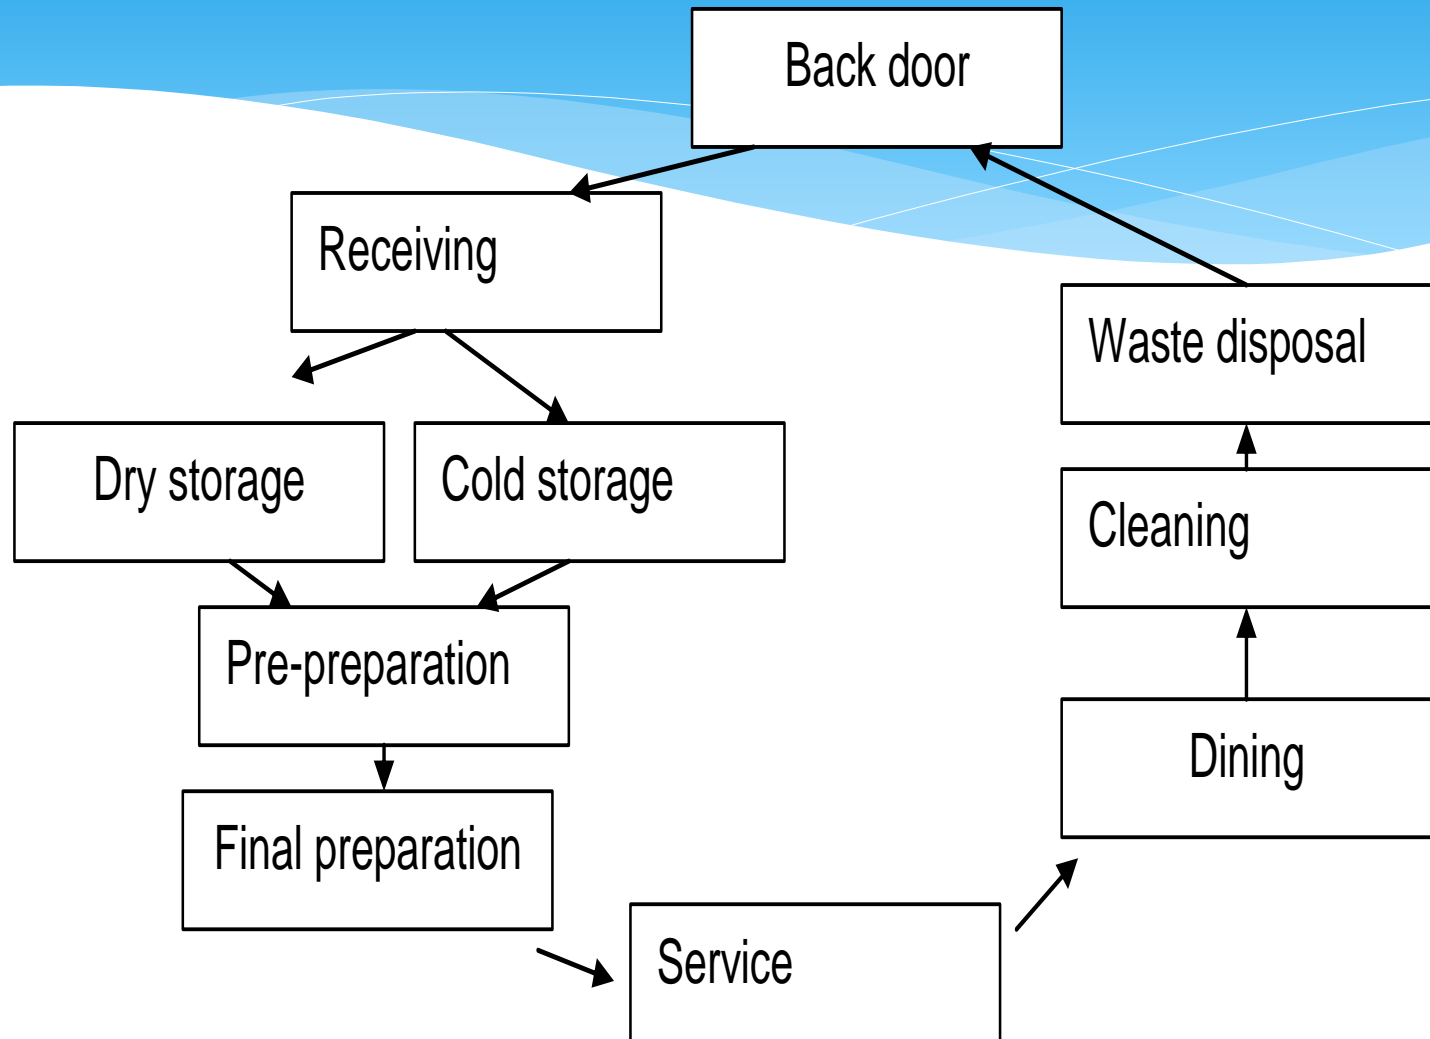 Back door
Receiving
Waste disposal
Dry storage
Cold storage
Cleaning
Pre-preparation
Dining
Final preparation
Service